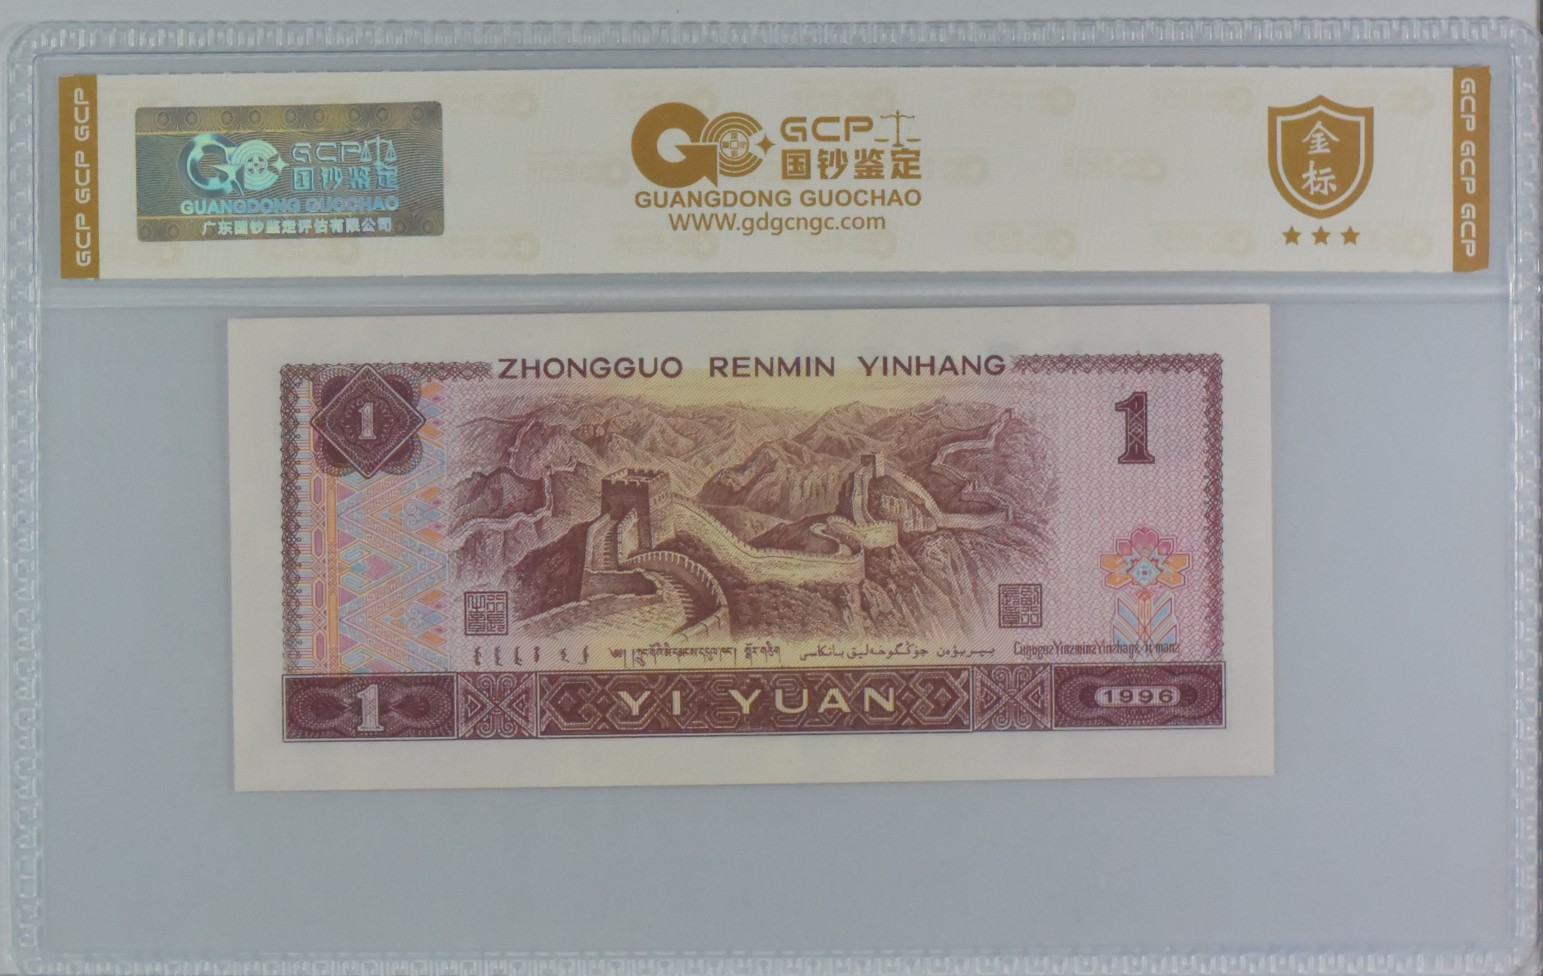 GCP GCP GCP
GCP
国钞鉴定
GUANGDONG GUOCHAO
广东国钞鉴定评估有限公司
GCP
国钞鉴定
GUANGDONG GUOCHAO
WWW.gdgcngc.com
金
标
GCP GCP GCP
ZHONGGUO RENMIN YINHANG
1
1
1
YI YUAN
1996